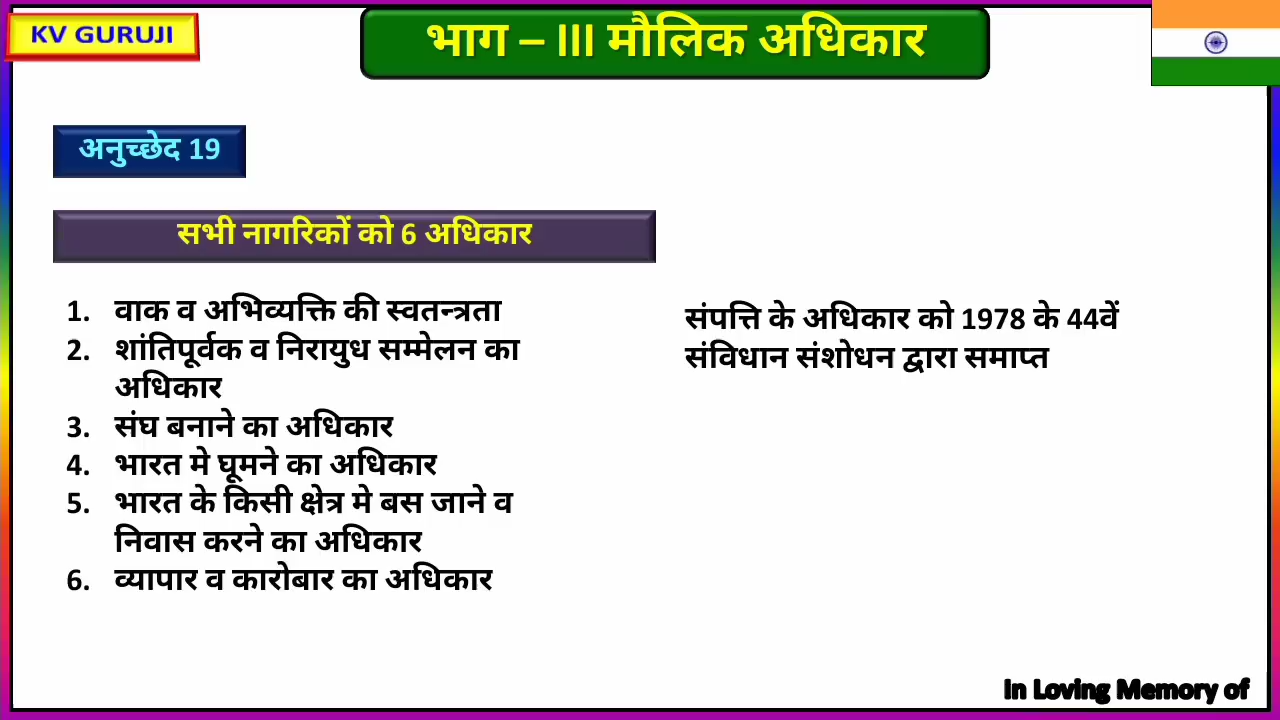 KV GURUJI
भाग – III मौलिक अधिकार
अनुच्छेद 19
सभी नागरिकों को 6 अधिकार
1. वाक व अभिव्यक्ति की स्वतन्त्रता
2. शांतिपूर्वक व निरायुध सम्मेलन का
अधिकार
3. संघ बनाने का अधिकार
4. भारत मे घूमने का अधिकार
5. भारत के किसी क्षेत्र मे बस जाने व
निवास करने का अधिकार
6. व्यापार व कारोबार का अधिकार
संपत्ति के अधिकार को 1978 के 44वें
संविधान संशोधन द्वारा समाप्त
In Loving Memory of